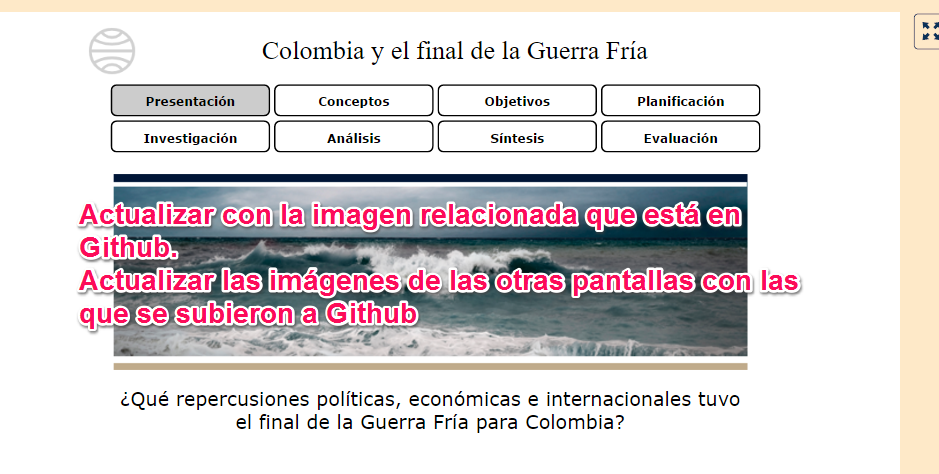 Colombia y el final de la Guerra Fría
Presentación
Conceptos
Objetivos
Planificación
Investigación
Análisis
Síntesis
Evaluación
Actualizar con la imagen relacionada que está en
Github.
Actualizar las imágenes de las otras pantallas con las
que se subieron a Github
¿Qué repercusiones políticas, económicas e internacionales tuvo
el final de la Guerra Fría para Colombia?